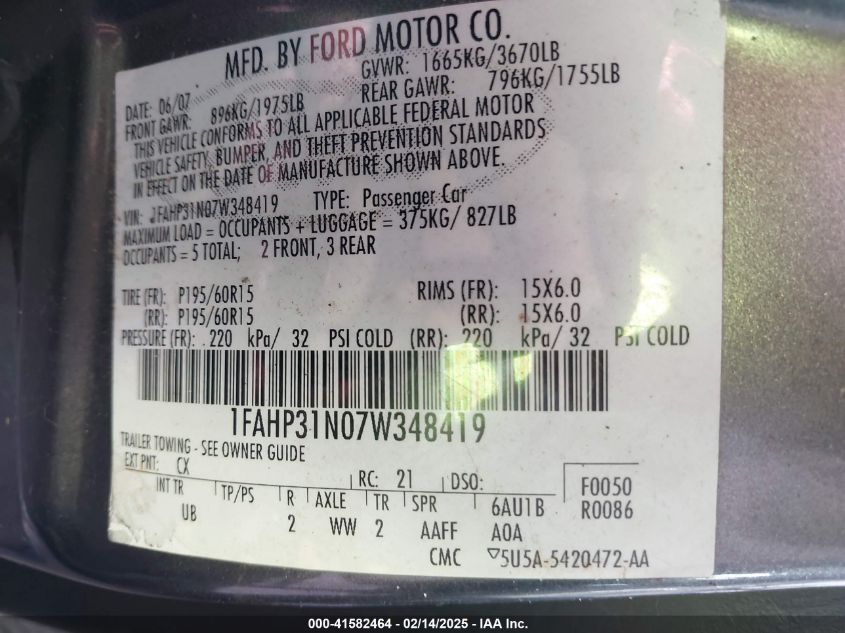 MFD. BY FORD MOTOR CO.
DATE: 06/07 GVWR: 1665KG/3670LB
FRONT GAWR: 896KG/1975LB REAR GAWR: 796KG/1755LB
THIS VEHICLE CONFORMS TO ALL APPLICABLE FEDERAL MOTOR
VEHICLE SAFETY, BUMPER, AND THEFT PREVENTION STANDARDS
IN EFFECT ON THE DATE OF MANUFACTURE SHOWN ABOVE.
VIN: 1FAHP31N07W348419 TYPE: Passenger Car
MAXIMUM LOAD = OCCUPANTS + LUGGAGE = 375KG/ 827LB
OCCUPANTS = 5 TOTAL; 2 FRONT, 3 REAR
TIRE (FR): P195/60R15 RIMS (FR): 15X6.0
(RR): P195/60R15 (RR): 15X6.0
PRESSURE (FR): 220 kPa/ 32 PSI COLD (RR): 220 kPa/ 32 PSI COLD
1FAHP31N07W348419
TRAILER TOWING - SEE OWNER GUIDE
EXT PNT: CX RC: 21 DSO: F0050
INT TR TP/PS R AXLE TR SPR 6AU1B R0086
UB 2 WW 2 AAFF AOA
CMC 5U5A-5420472-AA
000-41582464 - 02/14/2025 - IAA Inc.